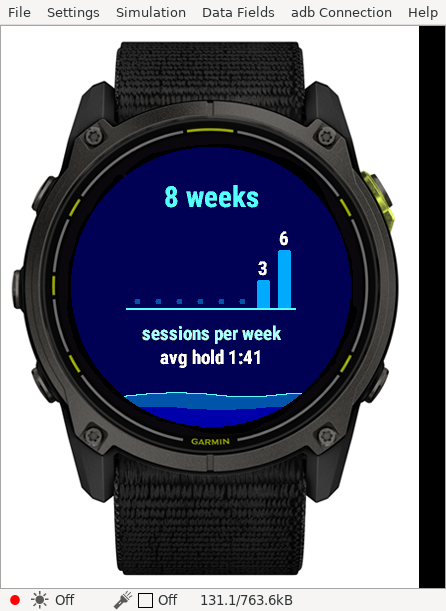 File Settings Simulation Data Fields adb Connection Help
8 weeks
6
3
sessions per week
avg hold 1:41
GARMIN
Off Off 131.1/763.6kB